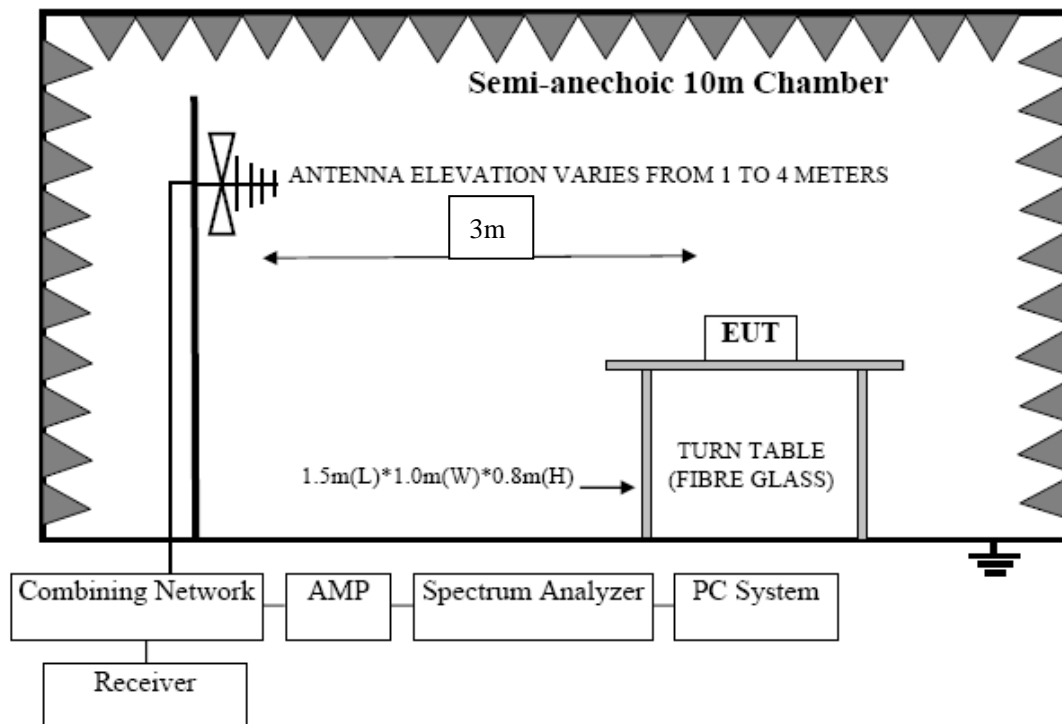 Semi-anechoic 10m Chamber
ANTENNA ELEVATION VARIES FROM 1 TO 4 METERS
3m
EUT
TURN TABLE
(FIBRE GLASS)
1.5m(L)*1.0m(W)*0.8m(H)
Combining Network
AMP
Spectrum Analyzer
PC System
Receiver